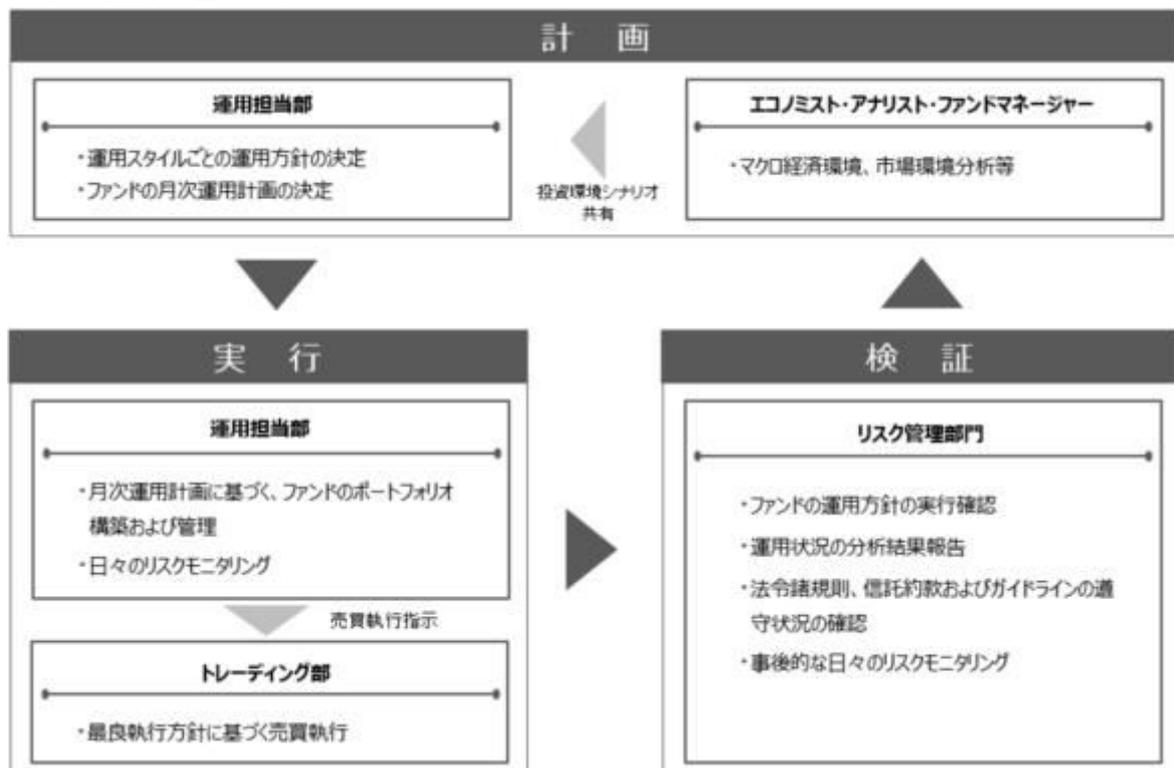 計 画
運用担当部
・運用スタイルごとの運用方針の決定
・ファンドの月次運用計画の決定
投資環境シナリオ
共有
エコノミスト・アナリスト・ファンドマネージャー
・マクロ経済環境、市場環境分析等
実 行
運用担当部
・月次運用計画に基づく、ファンドのポートフォリオ
構築および管理
・日々のリスクモニタリング
売買執行指示
トレーディング部
・最良執行方針に基づく売買執行
検 証
リスク管理部門
・ファンドの運用方針の実行確認
・運用状況の分析結果報告
・法令諸規則、信託約款およびガイドラインの遵
守状況の確認
・事後的な日々のリスクモニタリング